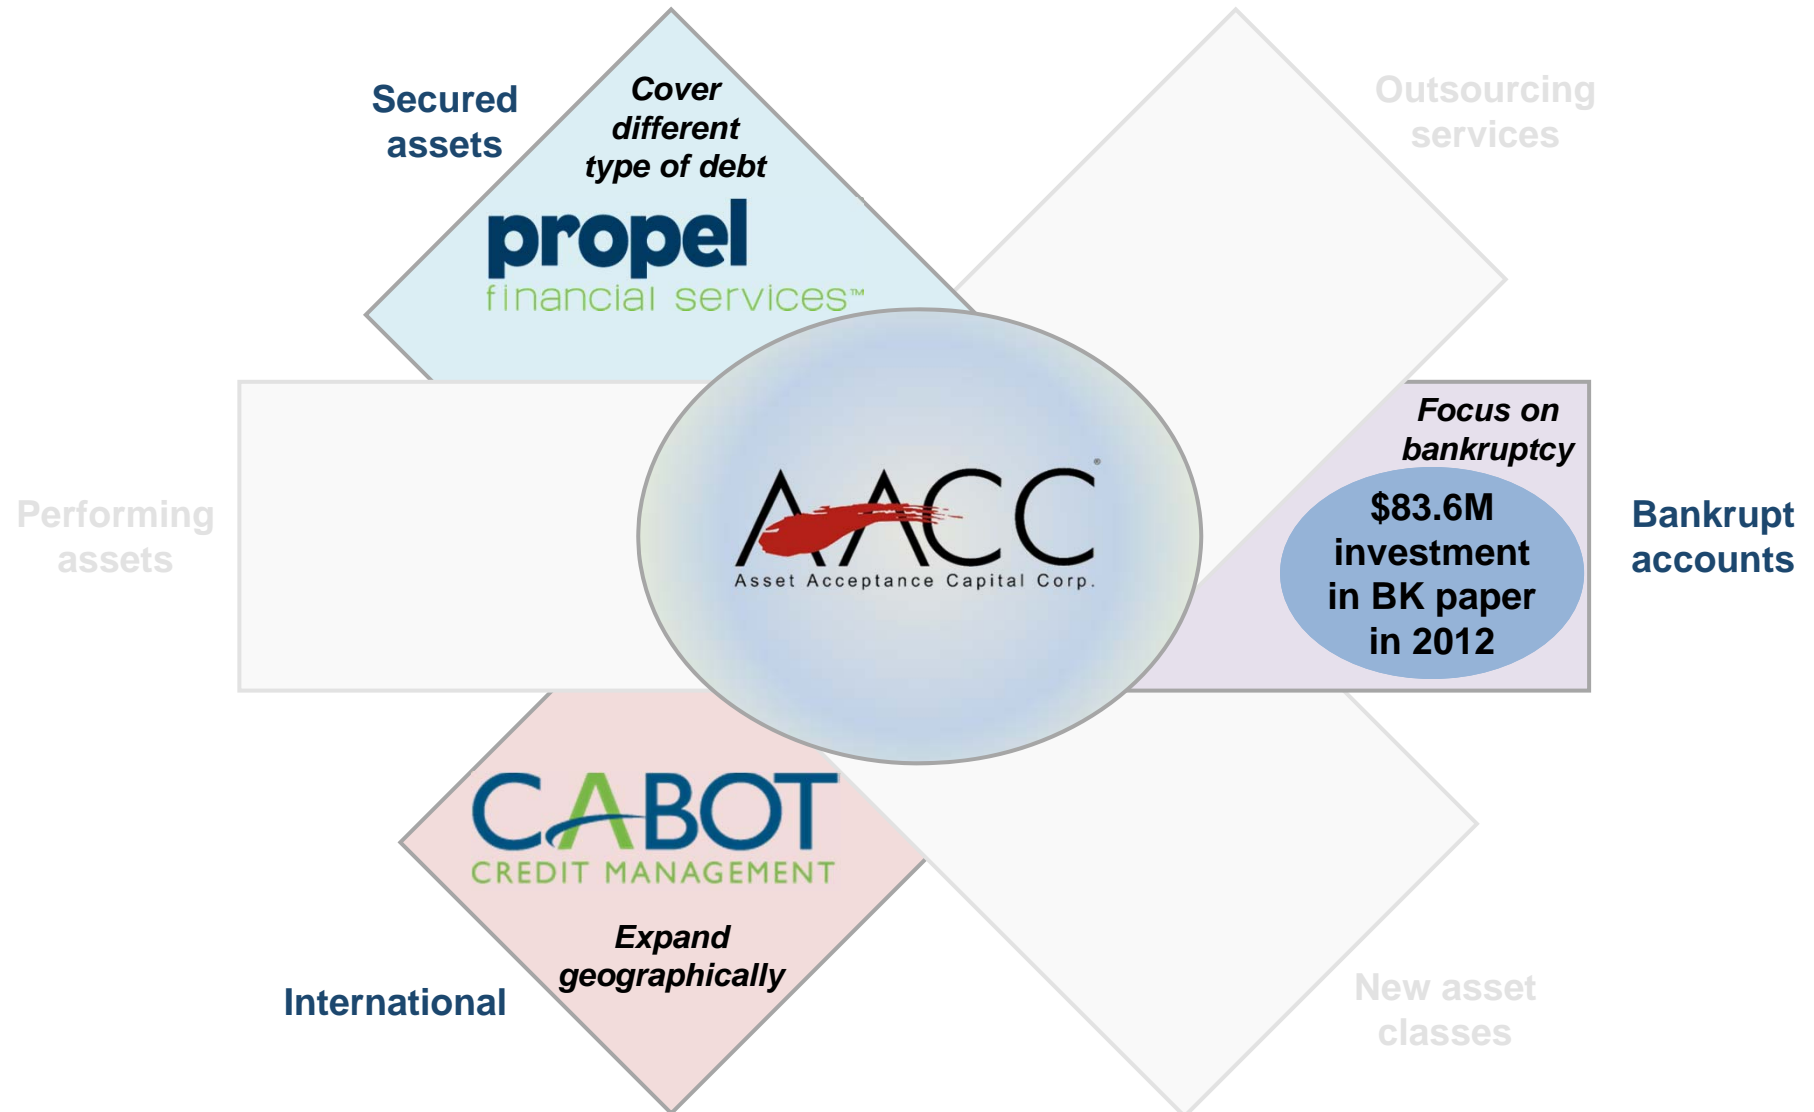 Secured
assets
Cover
different
type of debt
propel
financial services™
Outsourcing
services
Performing
assets
AACC®
Asset Acceptance Capital Corp.
Focus on
bankruptcy
$83.6M
investment
in BK paper
in 2012
Bankrupt
accounts
CABOT
CREDIT MANAGEMENT
Expand
geographically
International
New asset
classes